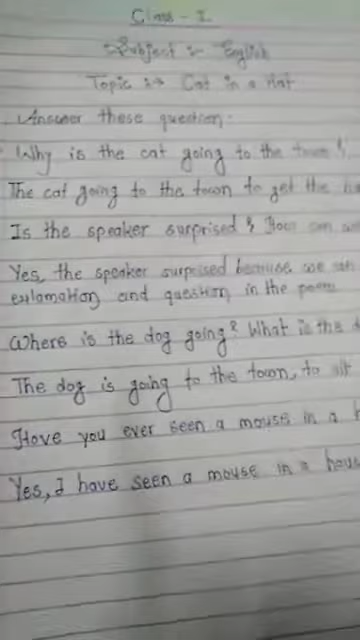 Class - I
Subject :- English
Topic :→ Cat in a Hat
Answer these question.
Why is the cat going to the town?
The cat going to the town to get the
Is the speaker surprised? How can
Yes, the speaker surprised because we can
exlamation and question in the poem
Where is the dog going? What is the
The dog is going to the town, to sit
Have you ever seen a mouse in a
Yes, I have seen a mouse in a